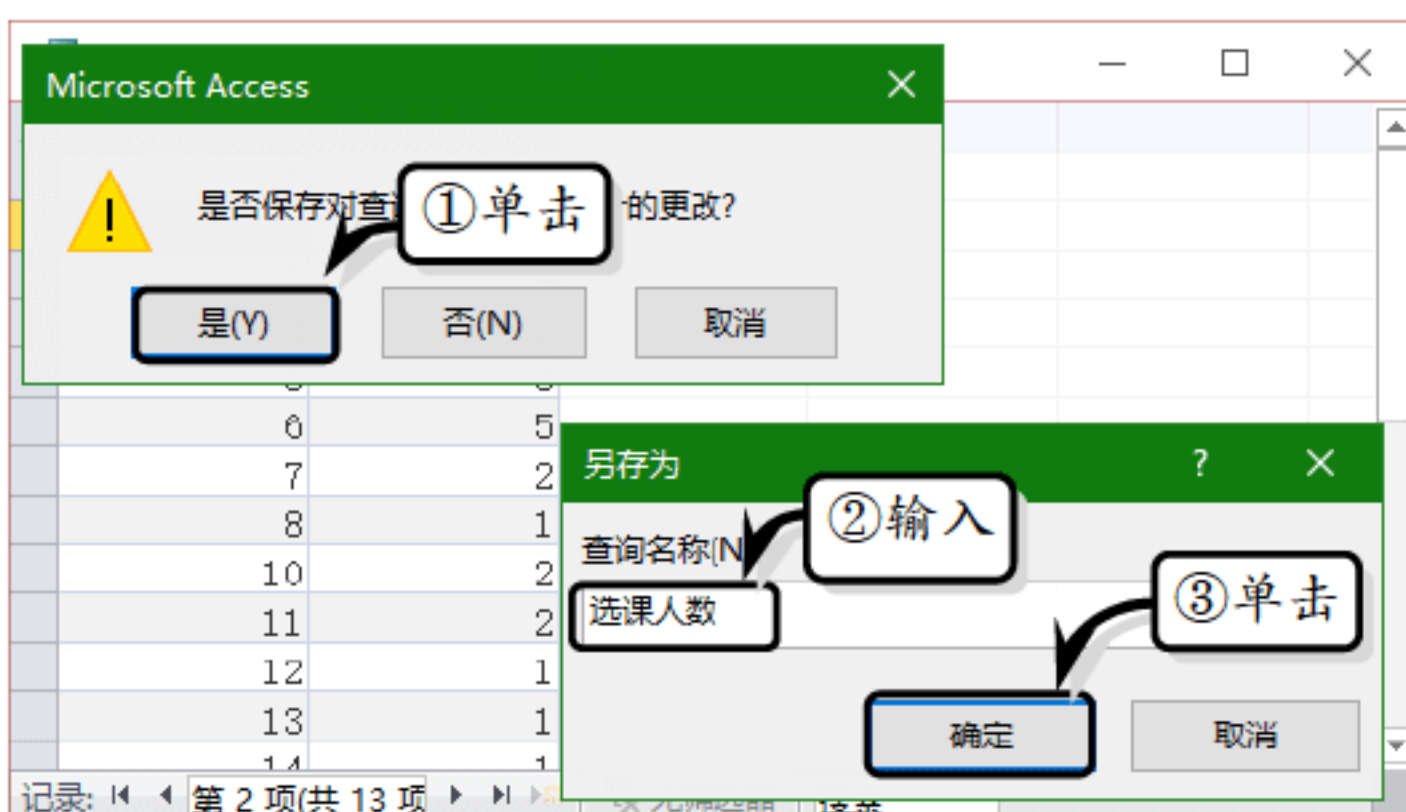 Microsoft Access
是否保存对查 的更改?
①单击
是(Y) 否(N) 取消
6 5
7 2
8 1
10 2
11 2
12 1
13 1
14 1
另存为 ?
②输入
查询名称(N
选课人数
③单击
确定 取消
记录: 第 2 项(共 13 项